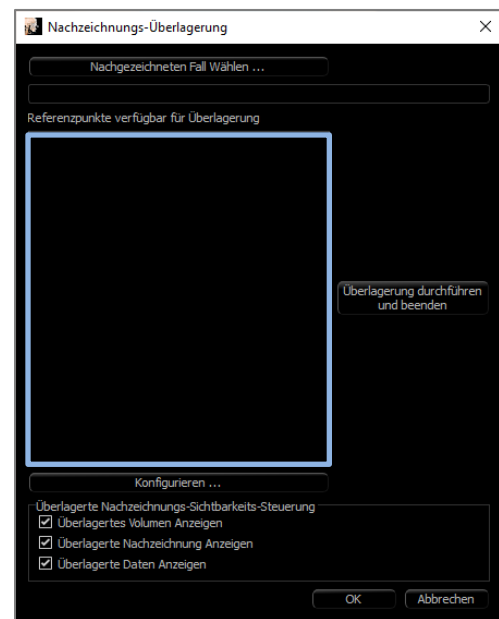 Nachzeichnungs-Überlagerung
Nachgezeichneten Fall Wählen ...
Referenzpunkte verfügbar für Überlagerung
Überlagerung durchführen
und beenden
Konfigurieren ...
Überlagerte Nachzeichnungs-Sichtbarkeits-Steuerung
Überlagertes Volumen Anzeigen
Überlagerte Nachzeichnung Anzeigen
Überlagerte Daten Anzeigen
OK Abbrechen